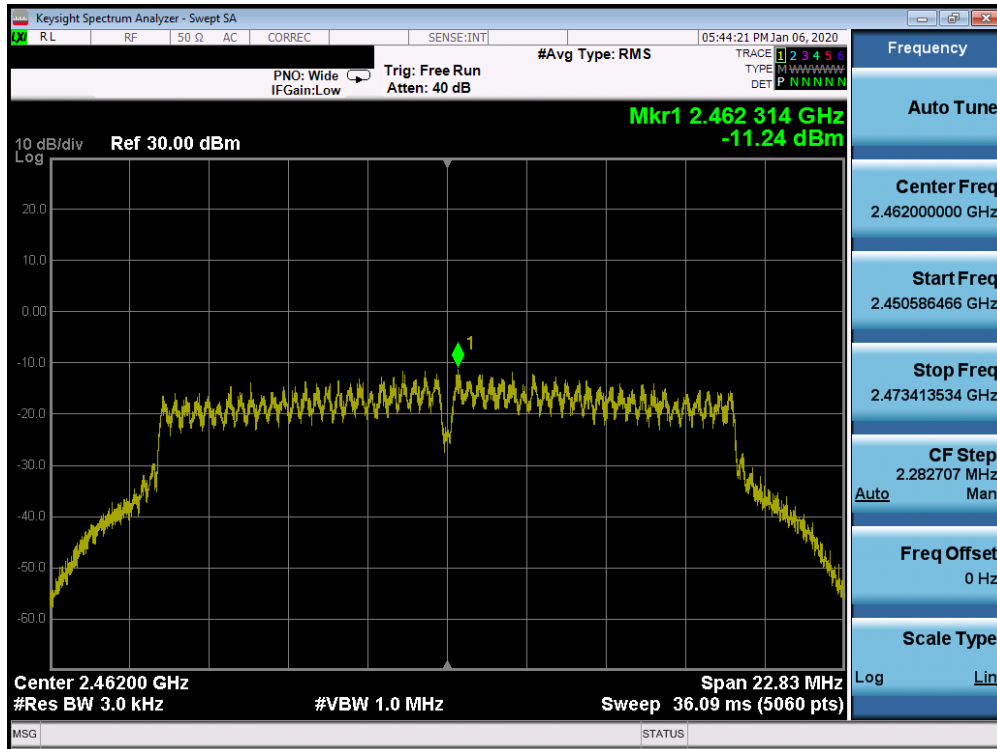 Keysight Spectrum Analyzer - Swept SA
LXI RL RF 50 Ω AC CORREC SENSE:INT 05:44:21 PM Jan 06, 2020
#Avg Type: RMS
TRACE 1 2 3 4 5 6
PNO: Wide Trig: Free Run
TYPE M WWWWW
IFGain:Low Atten: 40 dB
DET P N N N N N
Mkr1 2.462 314 GHz
-11.24 dBm
10 dB/div Ref 30.00 dBm
Log
20.0
10.0
0.00
1
-10.0
-20.0
-30.0
-40.0
-50.0
-60.0
Center 2.46200 GHz Span 22.83 MHz
#Res BW 3.0 kHz #VBW 1.0 MHz Sweep 36.09 ms (5060 pts)
MSG STATUS
Frequency
Auto Tune
Center Freq
2.462000000 GHz
Start Freq
2.450586466 GHz
Stop Freq
2.473413534 GHz
CF Step
2.282707 MHz
Auto Man
Freq Offset
0 Hz
Scale Type
Log Lin